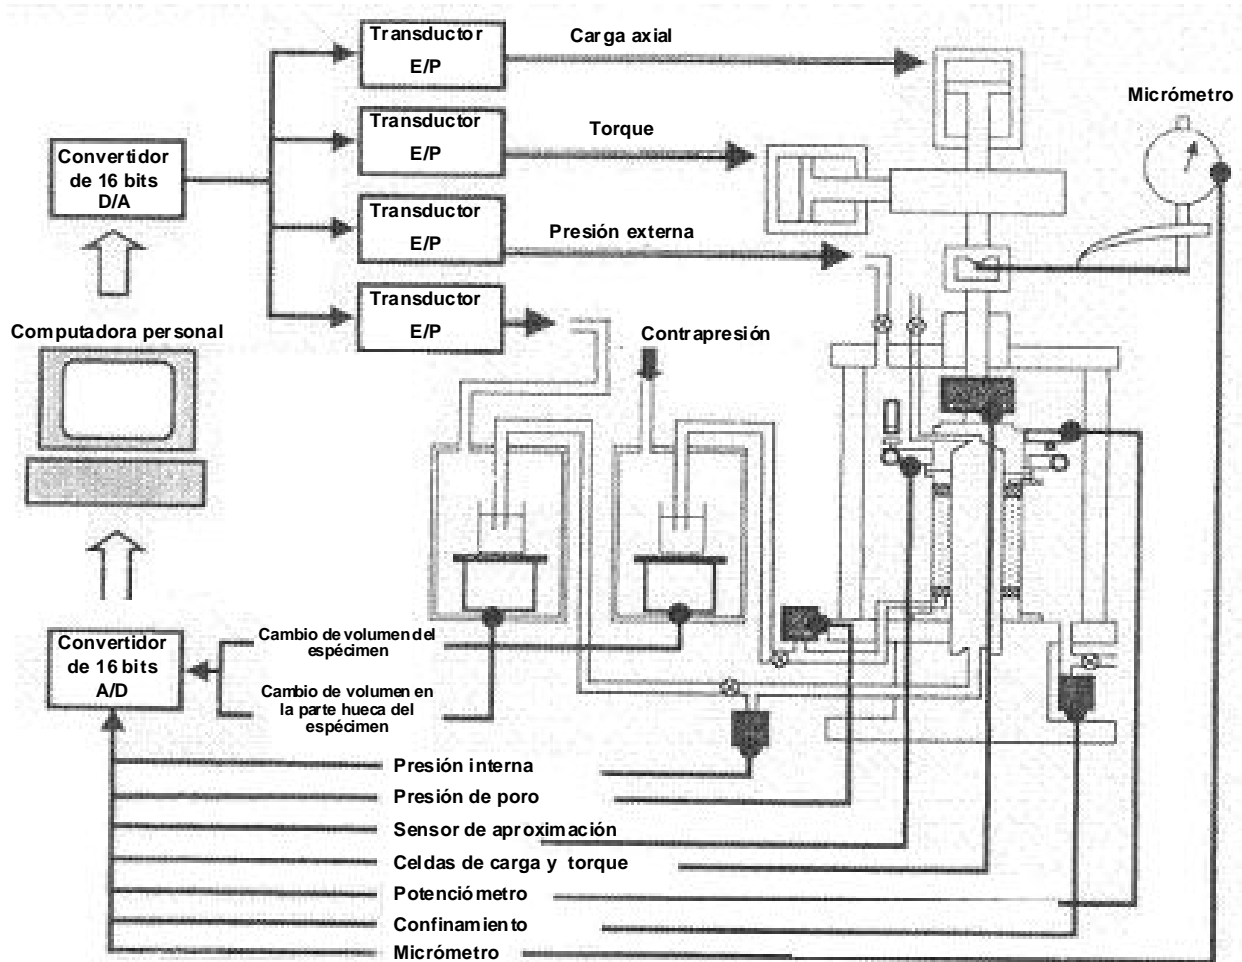 Transductor
E/P
Carga axial
Micrómetro
Transductor
E/P
Torque
Convertidor
de 16 bits
D/A
Transductor
E/P
Presión externa
Transductor
E/P
Computadora personal
Contrapresión
Convertidor
de 16 bits
A/D
Cambio de volumen del
espécimen
Cambio de volumen en
la parte hueca del
espécimen
Presión interna
Presión de poro
Sensor de aproximación
Celdas de carga y torque
Potenciómetro
Confinamiento
Micrómetro